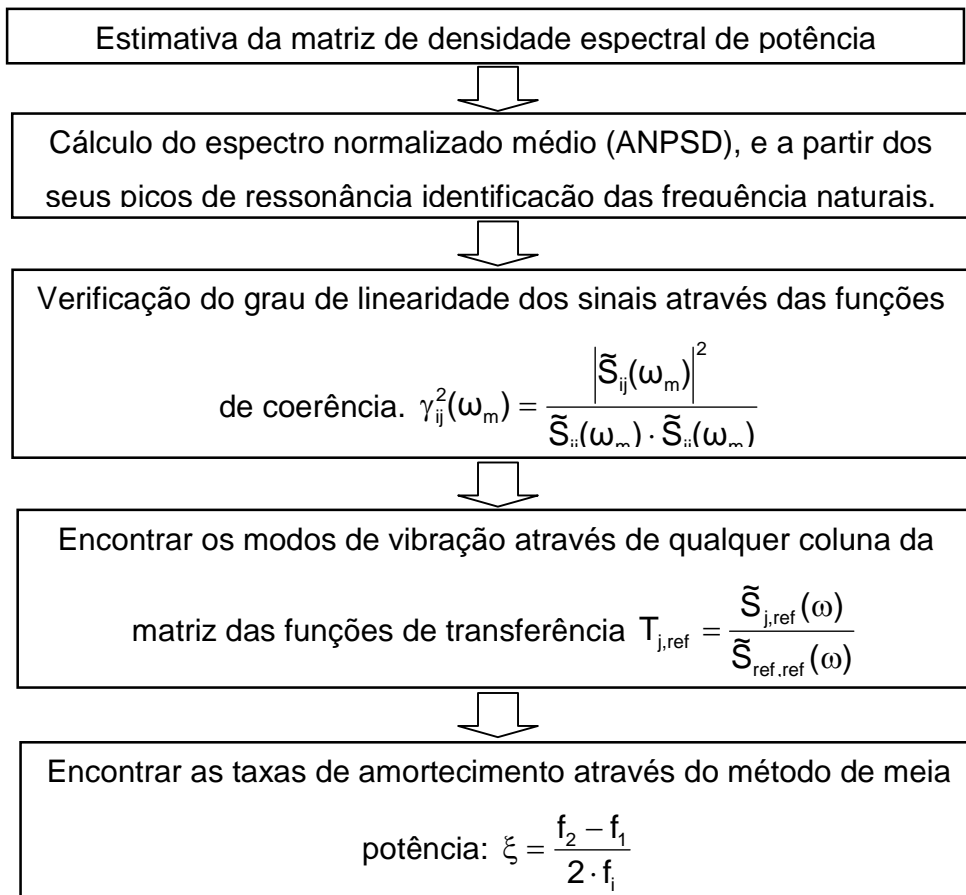 Estimativa da matriz de densidade espectral de potência
Cálculo do espectro normalizado médio (ANPSD), e a partir dos
seus picos de ressonância identificação das frequência naturais.
Verificação do grau de linearidade dos sinais através das funções
de coerência. γ²ij(ωm) = |S̃ij(ωm)|² / S̃ii(ωm) · S̃jj(ωm)
Encontrar os modos de vibração através de qualquer coluna da
matriz das funções de transferência Tj,ref = S̃j,ref(ω) / S̃ref,ref(ω)
Encontrar as taxas de amortecimento através do método de meia
potência: ξ = f2 − f1 / 2 · fi